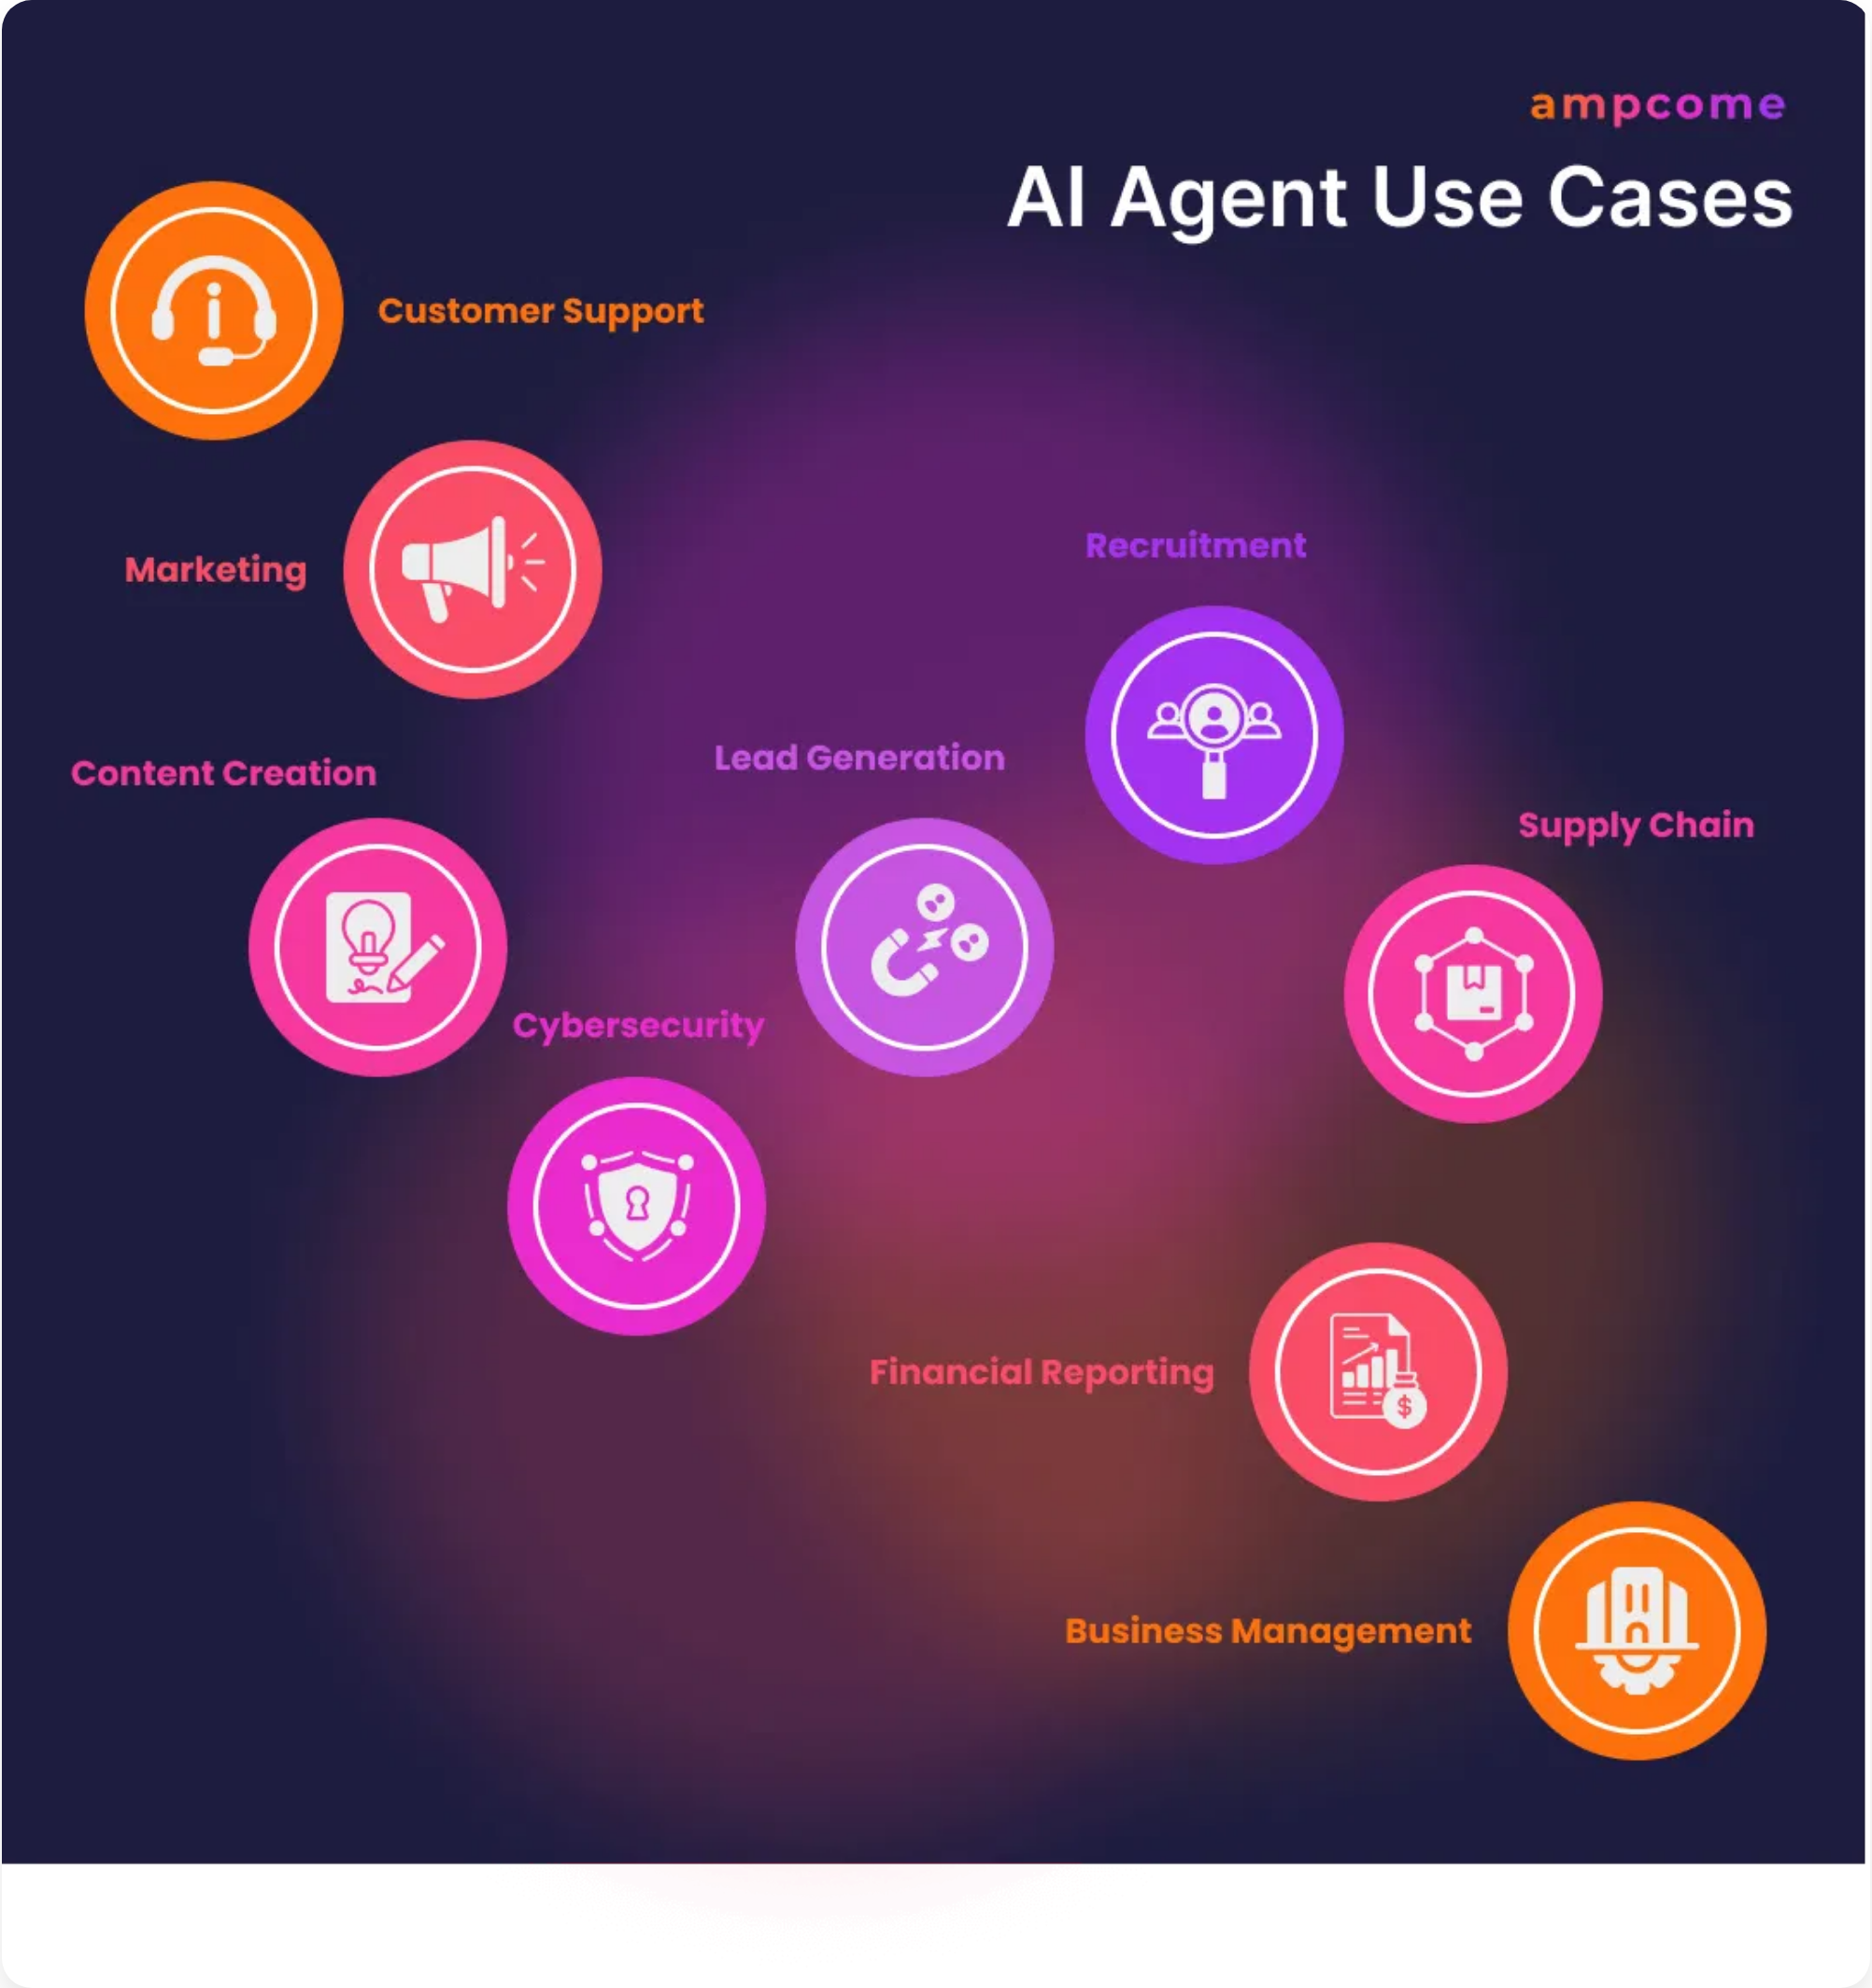 ampcome
AI Agent Use Cases
Customer Support
Marketing
Recruitment
Lead Generation
Content Creation
Supply Chain
Cybersecurity
Financial Reporting
$
Business Management